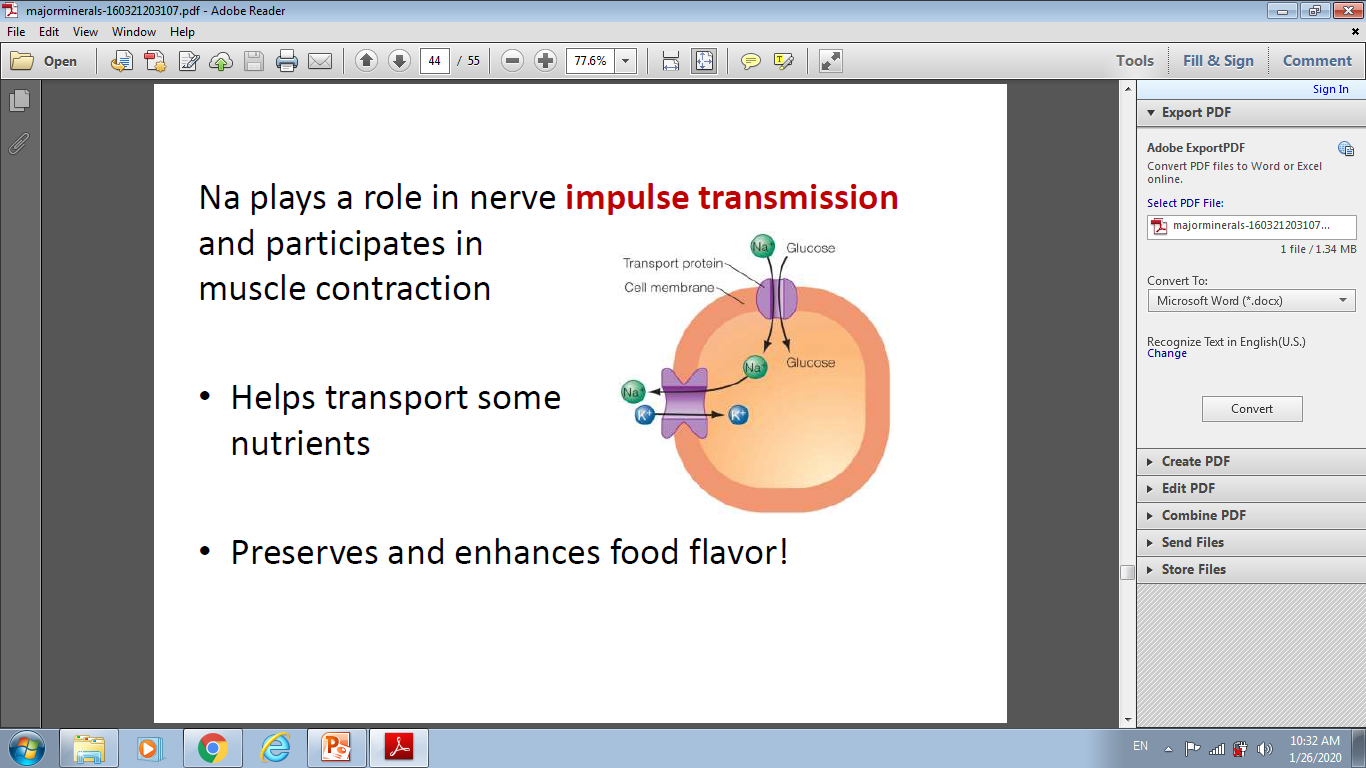 majorminerals-160321203107.pdf - Adobe Reader
File Edit View Window Help
Open 44 / 55 77.6% Tools Fill & Sign Comment
Sign In
Export PDF
Adobe ExportPDF
Convert PDF files to Word or Excel
online.
Select PDF File:
majorminerals-160321203107...
1 file / 1.34 MB
Convert To:
Microsoft Word (*.docx)
Recognize Text in English(U.S.)
Change
Convert
Create PDF
Edit PDF
Combine PDF
Send Files
Store Files
Na plays a role in nerve impulse transmission
and participates in
muscle contraction
• Helps transport some
nutrients
• Preserves and enhances food flavor!
Na+ Glucose
Transport protein
Cell membrane
Na+ Glucose
Na+
K+ K+
EN 10:32 AM
1/26/2020